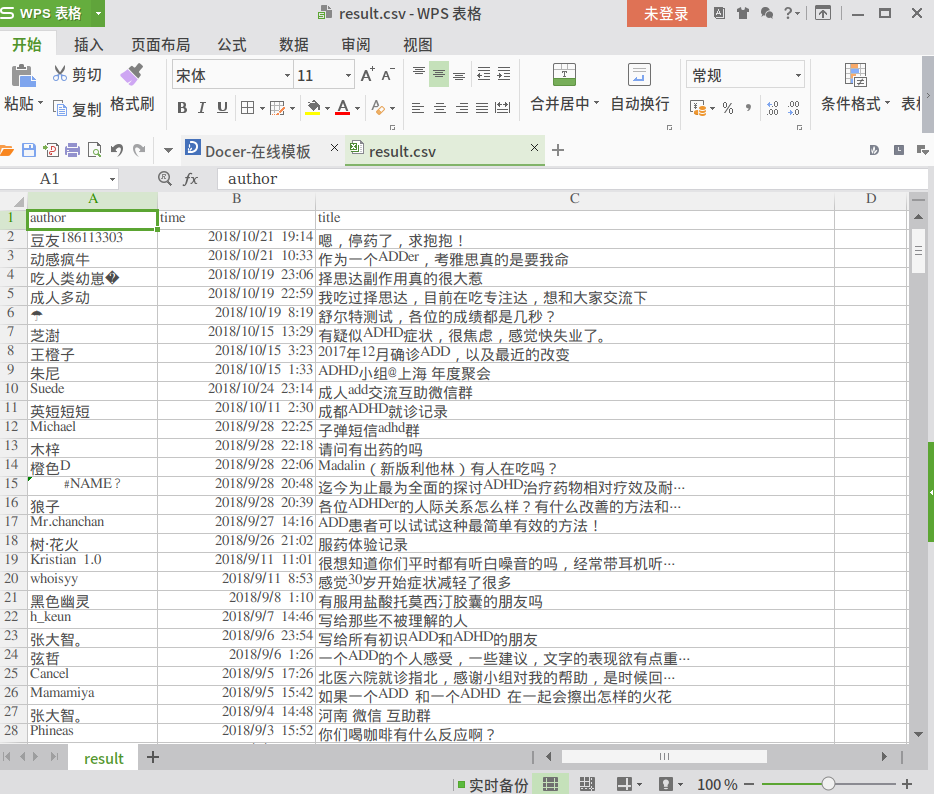 S WPS 表格
result.csv - WPS 表格
未登录
开始 插入 页面布局 公式 数据 审阅 视图
粘贴 剪切 复制 格式刷 宋体 11 合并居中 自动换行 常规 条件格式 表
B I U A
Docer-在线模板 result.csv
A1 fx author
A B C D
1 author time title
2 豆友186113303 2018/10/21 19:14 嗯，停药了，求抱抱！
3 动感疯牛 2018/10/21 10:33 作为一个ADDer，考雅思真的是要我命
4 吃人类幼崽� 2018/10/19 23:06 择思达副作用真的很大惹
5 成人多动 2018/10/19 22:59 我吃过择思达，目前在吃专注达，想和大家交流下
6 ☂ 2018/10/19 8:19 舒尔特测试，各位的成绩都是几秒？
7 芝澍 2018/10/15 13:29 有疑似ADHD症状，很焦虑，感觉快失业了。
8 王橙子 2018/10/15 3:23 2017年12月确诊ADD，以及最近的改变
9 朱尼 2018/10/15 1:33 ADHD小组@上海 年度聚会
10 Suede 2018/10/24 23:14 成人add交流互助微信群
11 英短短短 2018/10/11 2:30 成都ADHD就诊记录
12 Michael 2018/9/28 22:25 子弹短信adhd群
13 木梓 2018/9/28 22:18 请问有出药的吗
14 橙色D 2018/9/28 22:06 Madalin（新版利他林）有人在吃吗？
15 #NAME? 2018/9/28 20:48 迄今为止最为全面的探讨ADHD治疗药物相对疗效及耐…
16 狼子 2018/9/28 20:39 各位ADHDer的人际关系怎么样？有什么改善的方法和…
17 Mr.chanchan 2018/9/27 14:16 ADD患者可以试试这种最简单有效的方法！
18 树·花火 2018/9/26 21:02 服药体验记录
19 Kristian 1.0 2018/9/11 11:01 很想知道你们平时都有听白噪音的吗，经常带耳机听…
20 whoisyy 2018/9/11 8:53 感觉30岁开始症状减轻了很多
21 黑色幽灵 2018/9/8 1:10 有服用盐酸托莫西汀胶囊的朋友吗
22 h_keun 2018/9/7 14:46 写给那些不被理解的人
23 张大智。 2018/9/6 23:54 写给所有初识ADD和ADHD的朋友
24 弦哲 2018/9/6 1:26 一个ADD的个人感受，一些建议，文字的表现欲有点重…
25 Cancel 2018/9/5 17:26 北医六院就诊指北，感谢小组对我的帮助，是时候回…
26 Mamamiya 2018/9/5 15:42 如果一个ADD 和一个ADHD 在一起会擦出怎样的火花
27 张大智。 2018/9/4 14:48 河南 微信 互助群
28 Phineas 2018/9/3 15:52 你们喝咖啡有什么反应啊？
result
实时备份 100 %